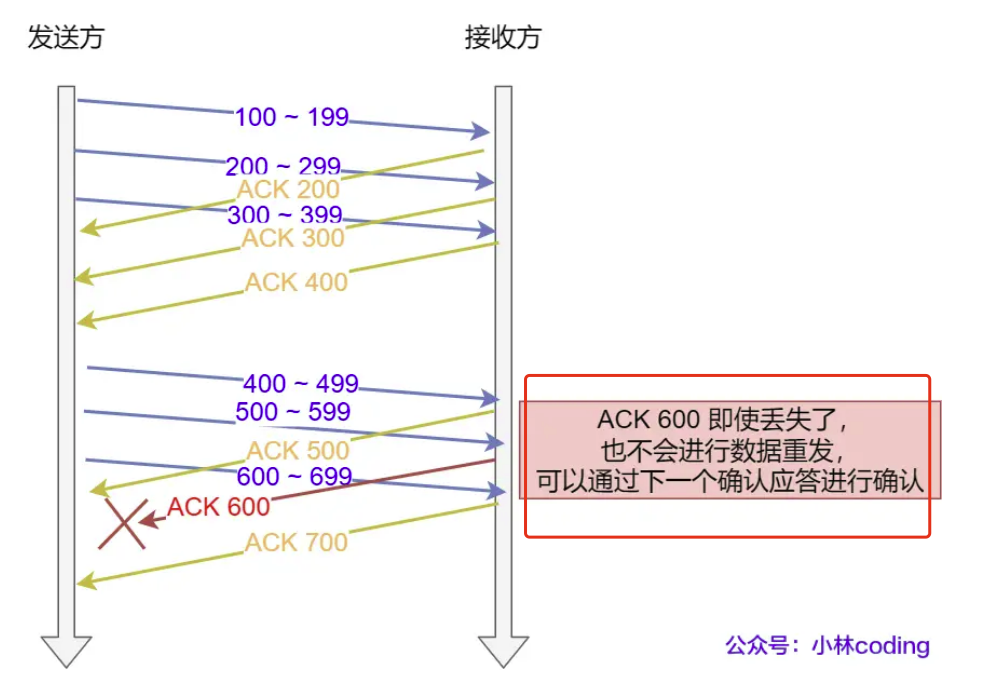 发送方
接收方
100 ~ 199
200 ~ 299
ACK 200
300 ~ 399
ACK 300
ACK 400
400 ~ 499
500 ~ 599
ACK 500
600 ~ 699
ACK 600
ACK 700
ACK 600 即使丢失了，
也不会进行数据重发，
可以通过下一个确认应答进行确认
公众号：小林coding